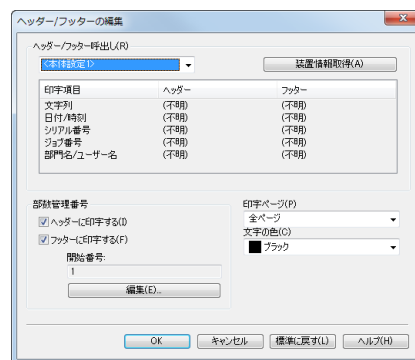 ヘッダー/フッターの編集
ヘッダー/フッター呼出し(R)
<本体設定1>
装置情報取得(A)
印字項目 ヘッダー フッター
文字列 (不明) (不明)
日付/時刻 (不明) (不明)
シリアル番号 (不明) (不明)
ジョブ番号 (不明) (不明)
部門名/ユーザー名 (不明) (不明)
部数管理番号
ヘッダーに印字する(I)
フッターに印字する(F)
開始番号:
1
編集(E)...
印字ページ(P)
全ページ
文字の色(C)
ブラック
OK キャンセル 標準に戻す(L) ヘルプ(H)